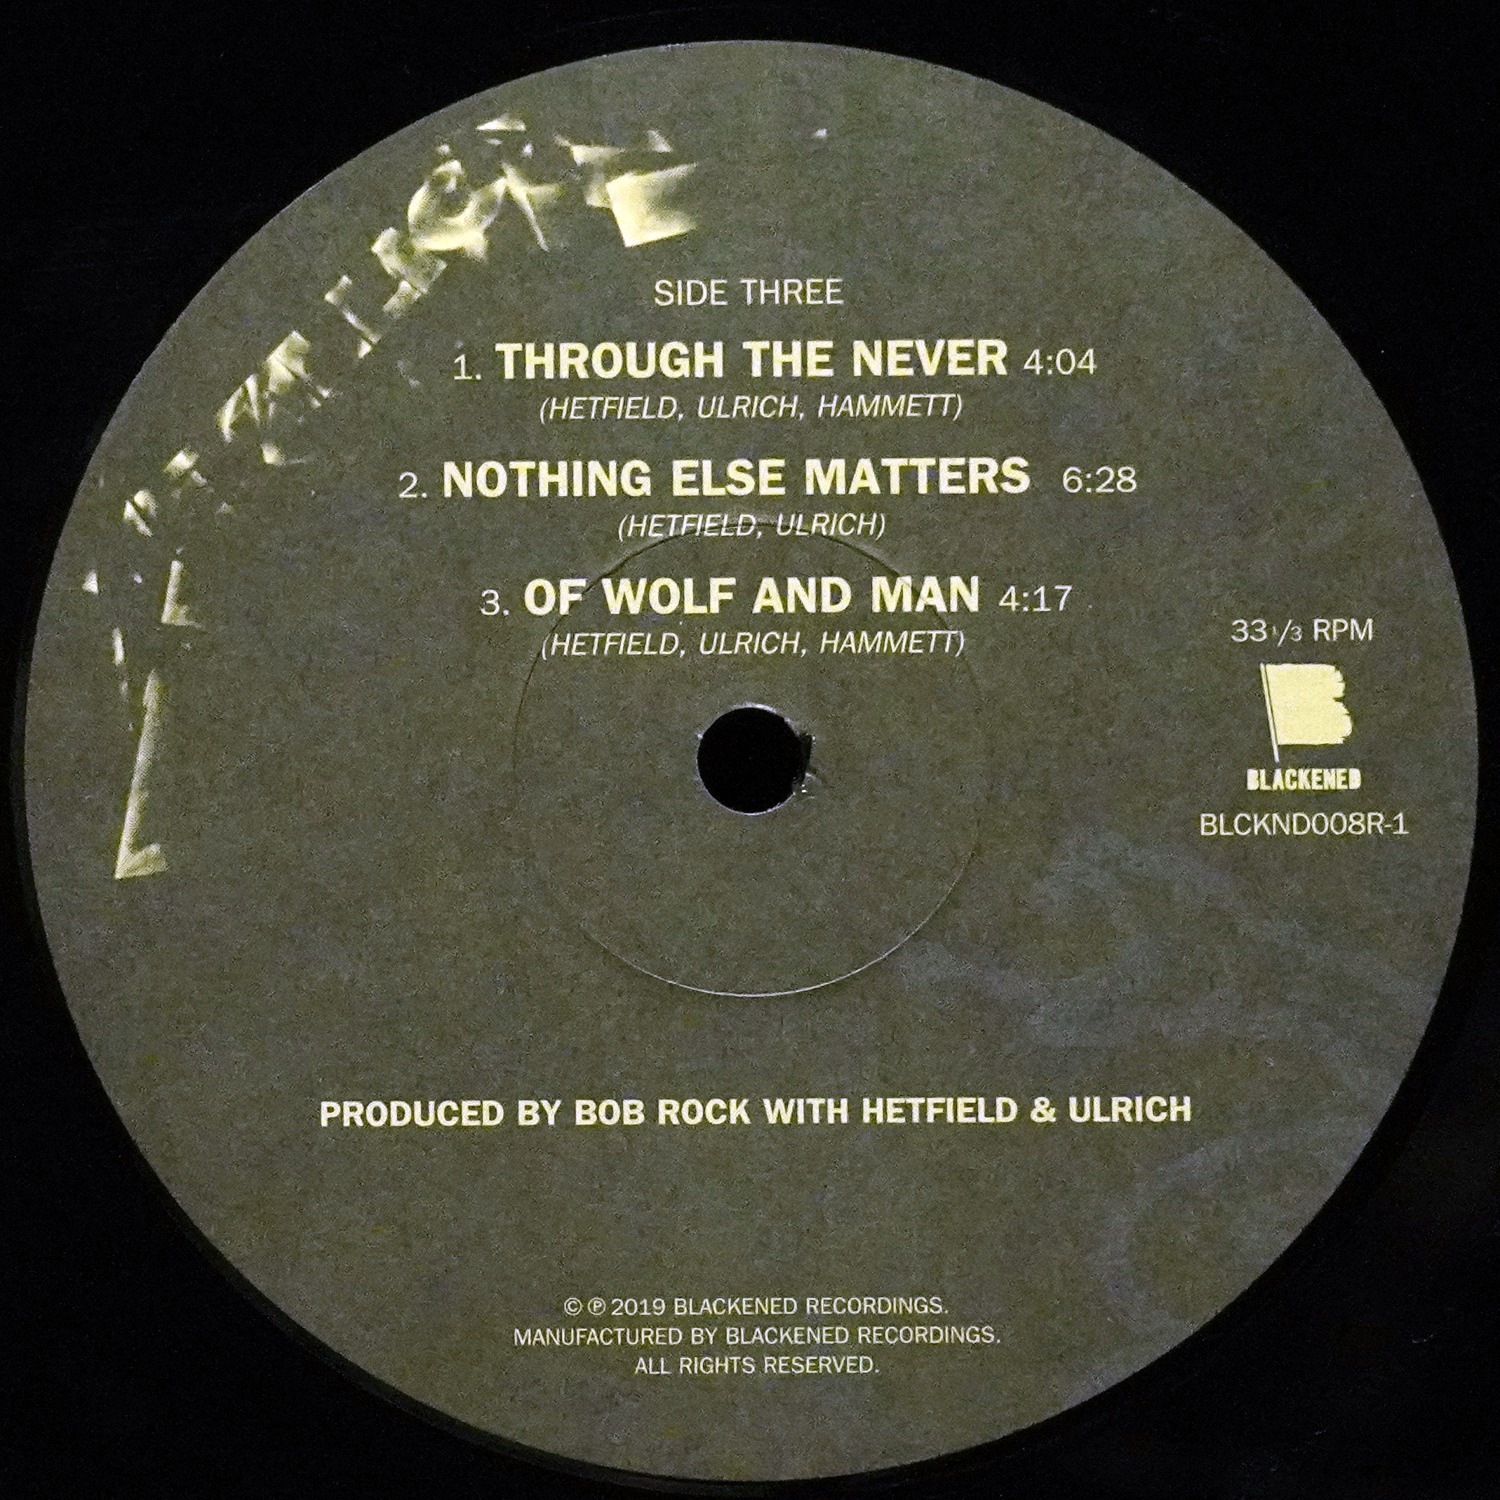 SIDE THREE
1. THROUGH THE NEVER 4:04
(HETFIELD, ULRICH, HAMMETT)
2. NOTHING ELSE MATTERS 6:28
(HETFIELD, ULRICH)
3. OF WOLF AND MAN 4:17
(HETFIELD, ULRICH, HAMMETT)
33 1/3 RPM
BLACKENED
BLCKND008R-1
PRODUCED BY BOB ROCK WITH HETFIELD & ULRICH
© ℗ 2019 BLACKENED RECORDINGS.
MANUFACTURED BY BLACKENED RECORDINGS.
ALL RIGHTS RESERVED.